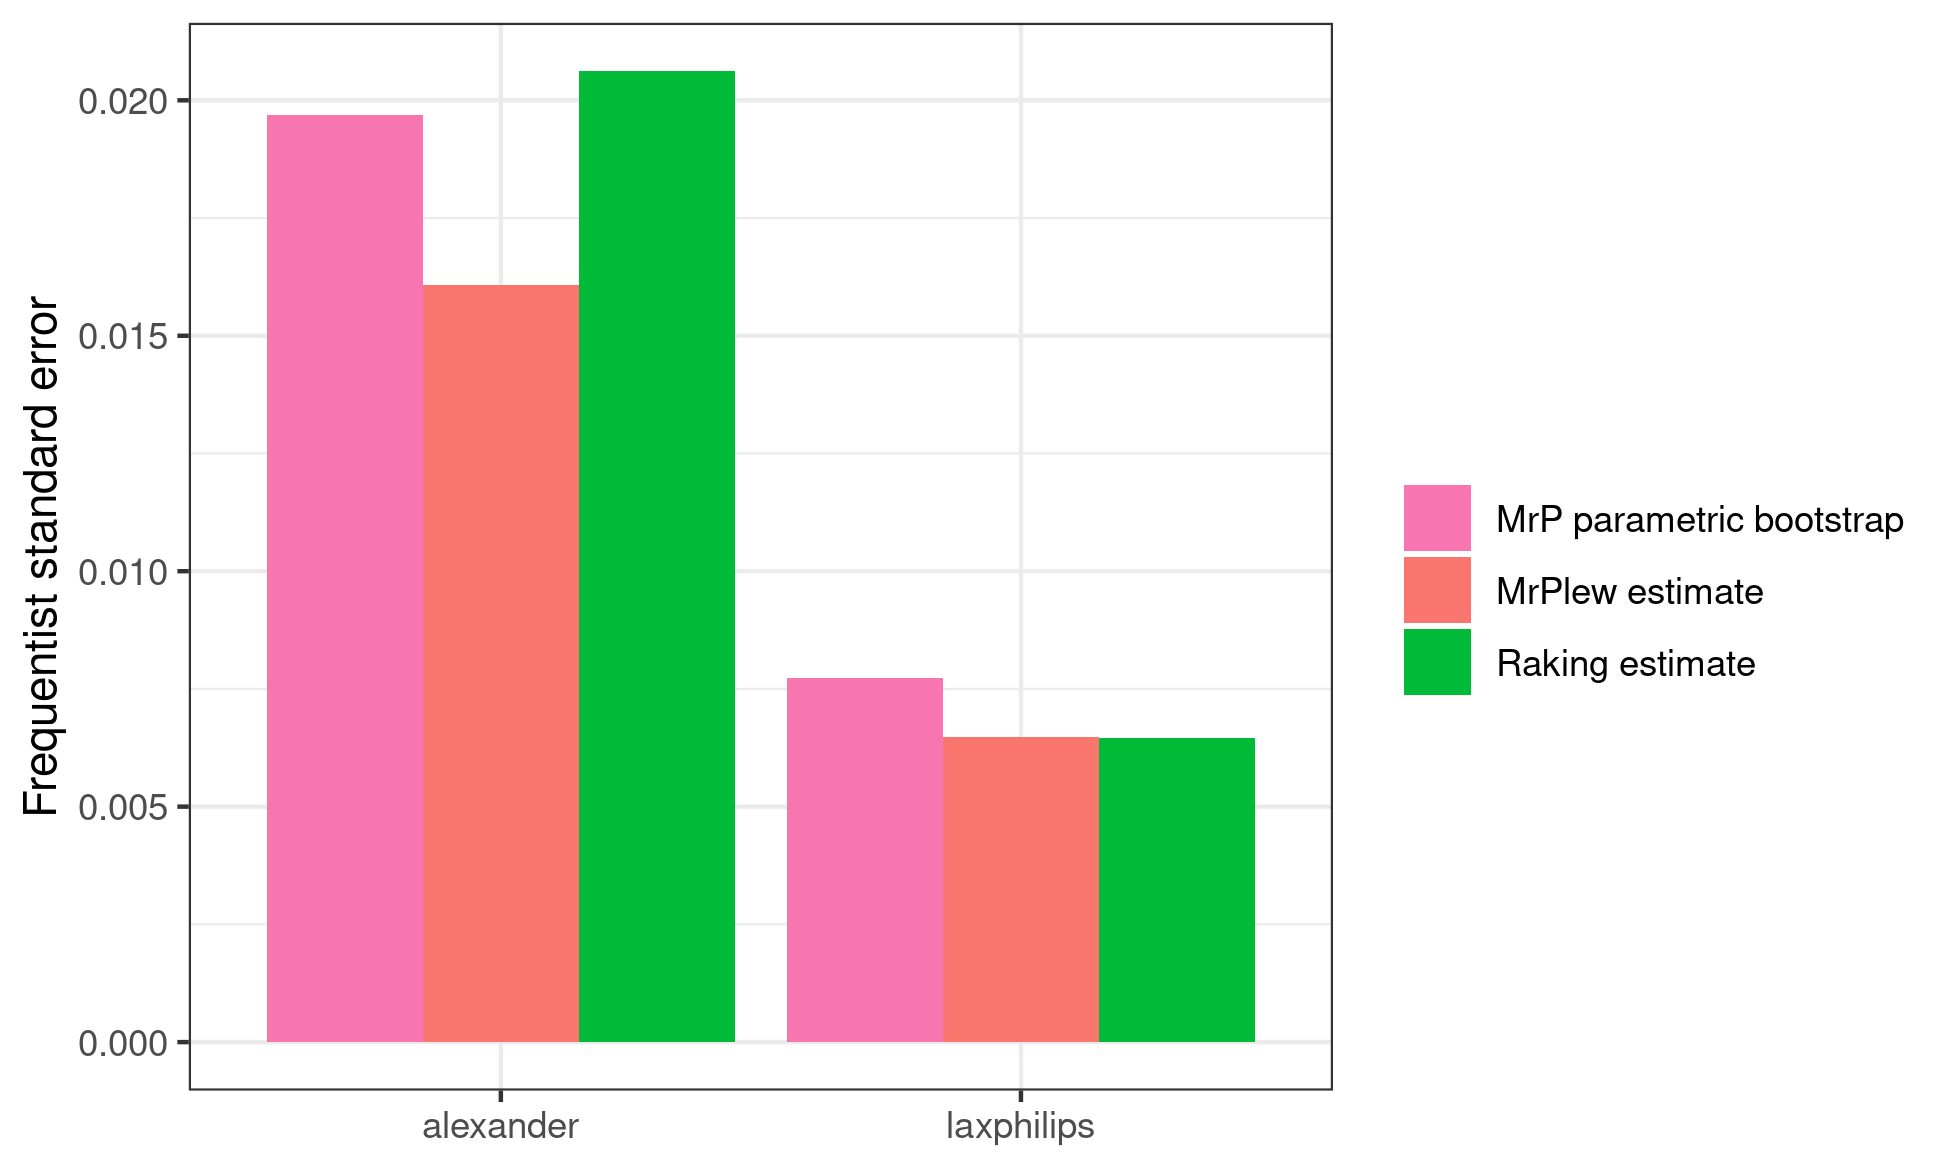 Frequentist standard error
0.020
0.015
0.010
0.005
0.000
alexander
laxphilips
MrP parametric bootstrap
MrPlew estimate
Raking estimate